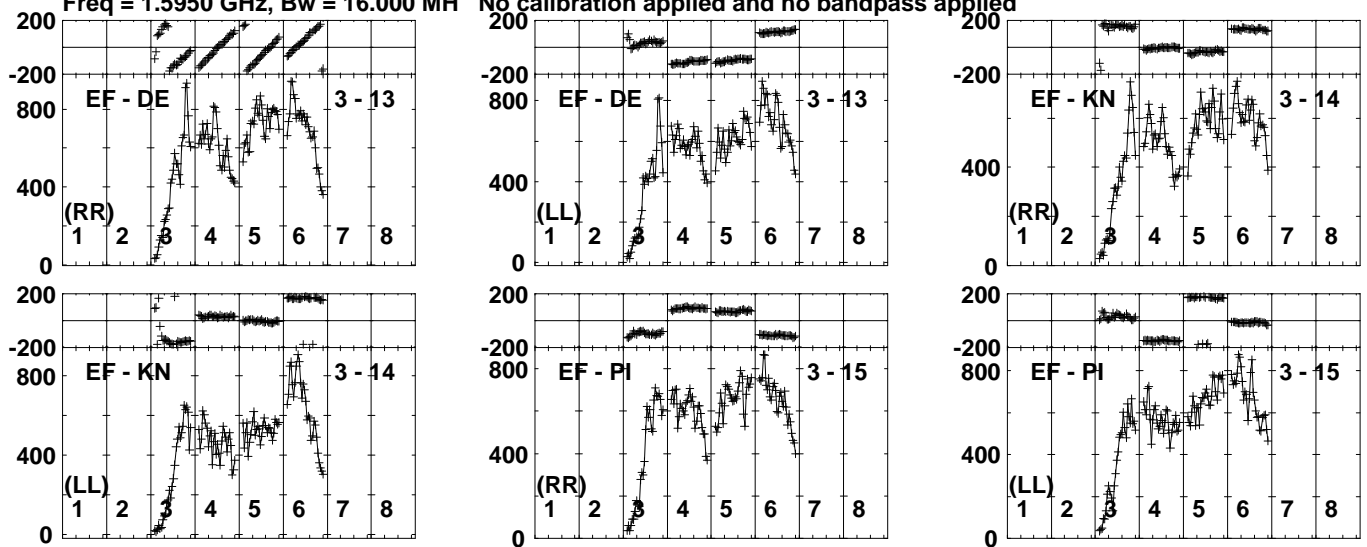 Freq = 1.5950 GHz, Bw = 16.000 MH No calibration applied and no bandpass applied
200
-200
EF - DE 3 - 13
800
400
(RR)
1 2 3 4 5 6 7 8
0
200
-200
EF - DE 3 - 13
800
400
(LL)
1 2 3 4 5 6 7 8
0
200
-200
EF - KN 3 - 14
800
400
(RR)
1 2 3 4 5 6 7 8
0
200
-200
EF - KN 3 - 14
800
400
(LL)
1 2 3 4 5 6 7 8
0
200
-200
EF - PI 3 - 15
800
400
(RR)
1 2 3 4 5 6 7 8
0
200
-200
EF - PI 3 - 15
800
400
(LL)
1 2 3 4 5 6 7 8
0